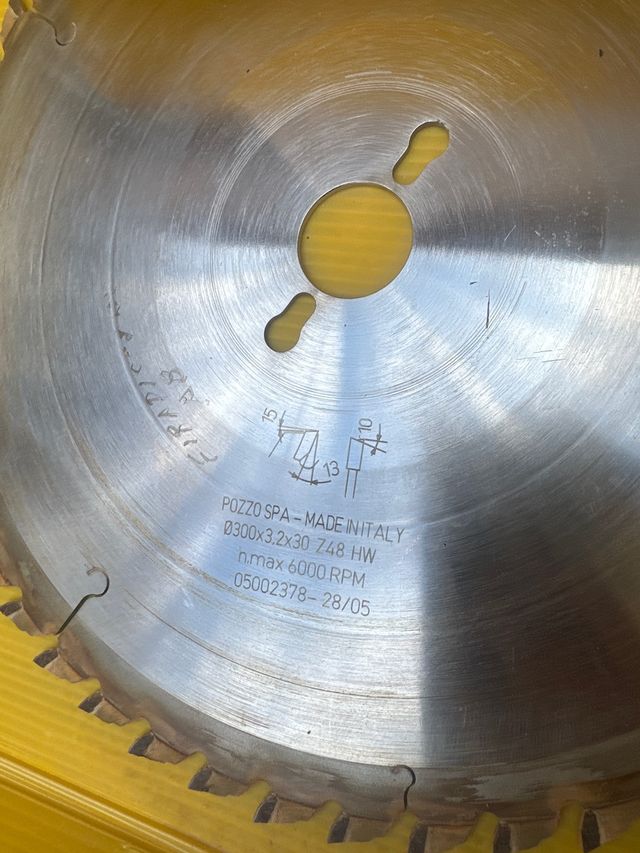 15
10
13
POZZO SPA - MADE IN ITALY
Ø300x3.2x30 Z48 HW
n.max 6000 RPM
05002378- 28/05